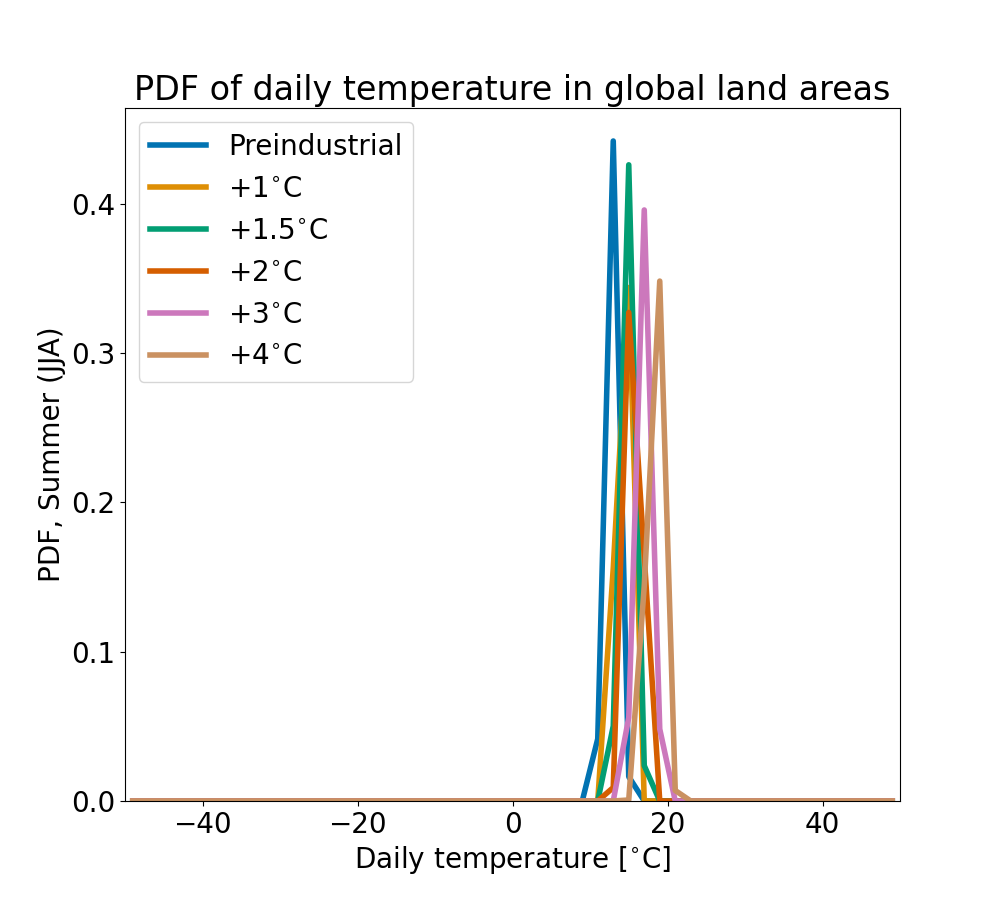 PDF of daily temperature in global land areas
Preindustrial
+1°C
+1.5°C
+2°C
+3°C
+4°C
PDF, Summer (JJA)
0.4
0.3
0.2
0.1
0.0
−40
−20
0
20
40
Daily temperature [°C]